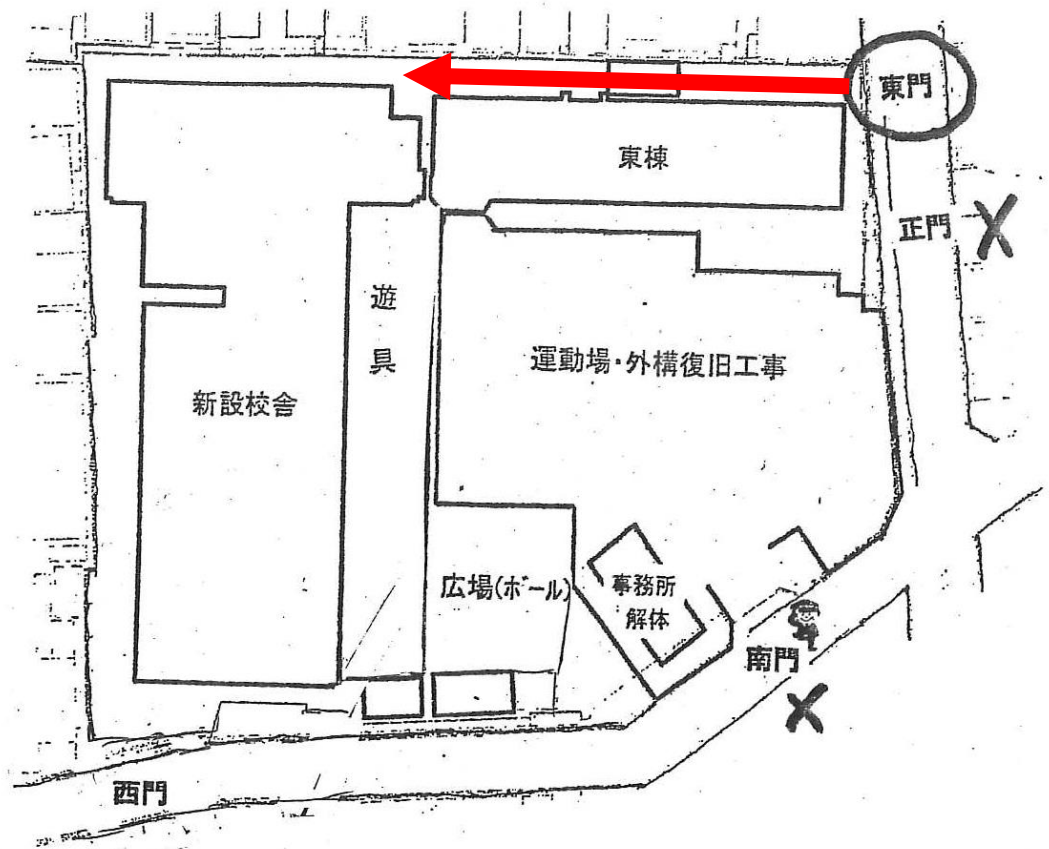 東門
東棟
正門
遊具
運動場・外構復旧工事
新設校舎
広場(ボール)
事務所
解体
南門
西門